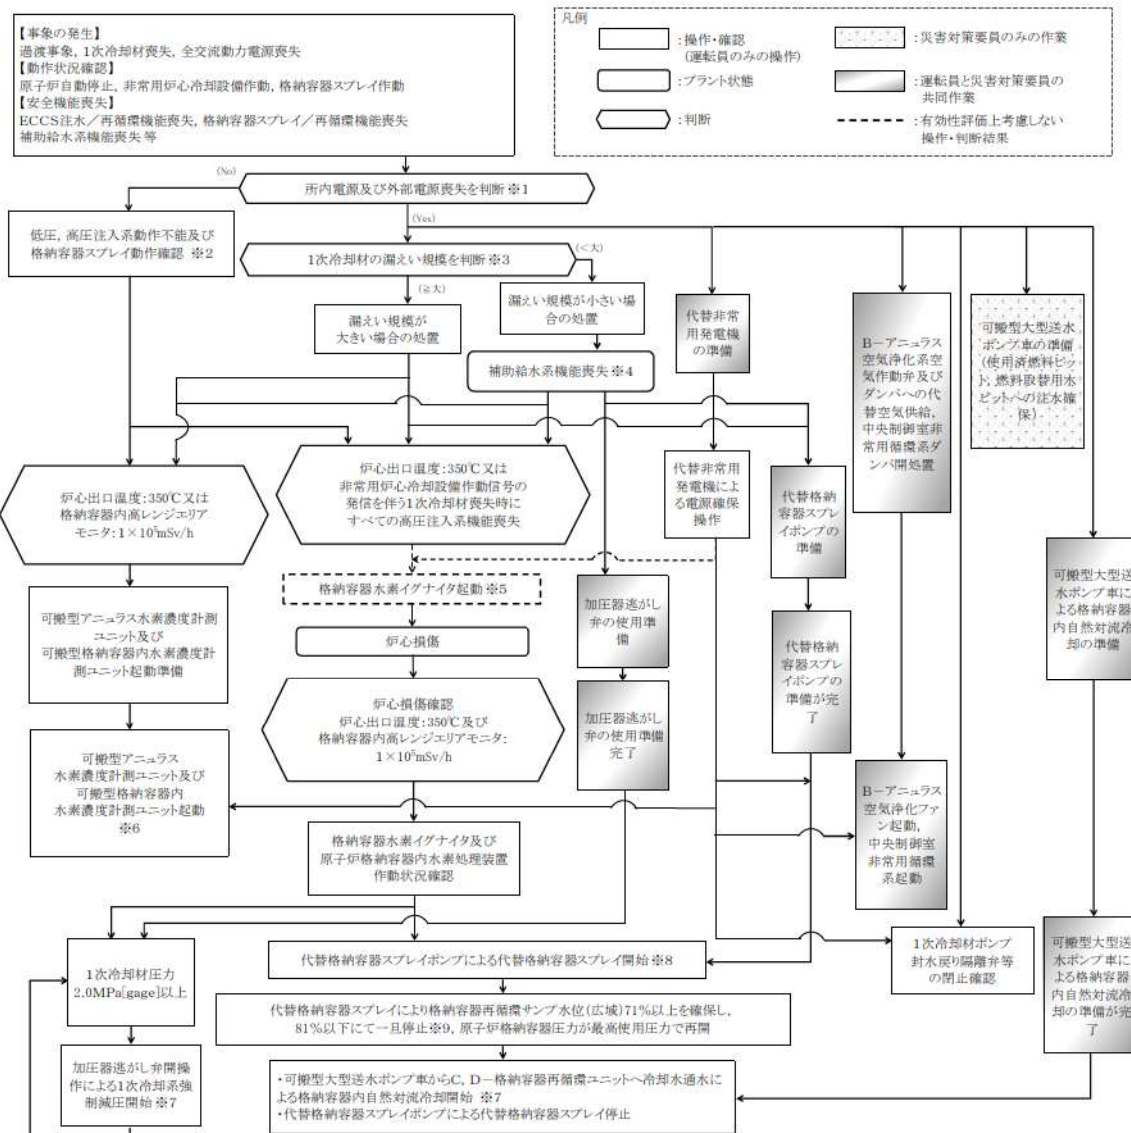 【事象の発生】
過渡事象, 1次冷却材喪失, 全交流動力電源喪失
【動作状況確認】
原子炉自動停止, 非常用炉心冷却設備作動, 格納容器スプレイ作動
【安全機能喪失】
ECCS注水／再循環機能喪失, 格納容器スプレイ／再循環機能喪失
補助給水系機能喪失 等
凡例
：操作・確認
(運転員のみの操作)
：プラント状態
：判断
：災害対策要員のみの作業
：運転員と災害対策要員の
共同作業
：有効性評価上考慮しない
操作・判断結果
(No)
所内電源及び外部電源喪失を判断※1
(Yes)
低圧, 高圧注入系動作不能及び
格納容器スプレイ動作確認 ※2
1次冷却材の漏えい規模を判断※3
(＜大)
(≧大)
漏えい規模が
大きい場合の処置
漏えい規模が小さい場
合の処置
補助給水系機能喪失※4
代替非常
用発電機
の準備
B－アニュラス
空気浄化系空
気作動弁及び
ダンパへの代
替空気供給,
中央制御室非
常用循環系ダ
ンパ開処置
可搬型大型送水
ポンプ車の準備
(使用済燃料ピッ
ト, 燃料取替用水
ピットへの注水確
保)
炉心出口温度：350℃又は
格納容器内高レンジエリア
モニタ：1×10⁵mSv/h
炉心出口温度：350℃又は
非常用炉心冷却設備作動信号の
発信を伴う1次冷却材喪失時に
すべての高圧注入系機能喪失
代替非常用
発電機によ
る電源確保
操作
代替格納
容器スプレ
イポンプの
準備
格納容器水素イグナイタ起動※5
炉心損傷
可搬型アニュラス水素濃度計測
ユニット及び
可搬型格納容器内水素濃度計
測ユニット起動準備
加圧器逃がし
弁の使用準
備
代替格納
容器スプレ
イポンプの
準備が完
了
可搬型大型送
水ポンプ車に
よる格納容器
内自然対流冷
却の準備
炉心損傷確認
炉心出口温度：350℃及び
格納容器内高レンジエリアモニタ：
1×10⁵mSv/h
加圧器逃がし
弁の使用準備
完了
可搬型アニュラス
水素濃度計測ユニット及び
可搬型格納容器内
水素濃度計測ユニット起動
※6
B－アニュラス
空気浄化ファ
ン起動,
中央制御室
非常用循環
系起動
格納容器水素イグナイタ及び
原子炉格納容器内水素処理装置
作動状況確認
1次冷却材圧力
2.0MPa[gage]以上
代替格納容器スプレイポンプによる代替格納容器スプレイ開始※8
1次冷却材ポンプ
封水戻り隔離弁等
の閉止確認
可搬型大型送
水ポンプ車に
よる格納容器
内自然対流冷
却の準備が完
了
代替格納容器スプレイにより格納容器再循環サンプ水位(広域)71%以上を確保し,
81%以下にて一旦停止※9, 原子炉格納容器圧力が最高使用圧力で再開
加圧器逃がし弁開操
作による1次冷却系強
制減圧開始※7
・可搬型大型送水ポンプ車からC, D－格納容器再循環ユニットへ冷却水通水に
よる格納容器内自然対流冷却開始 ※7
・代替格納容器スプレイポンプによる代替格納容器スプレイ停止